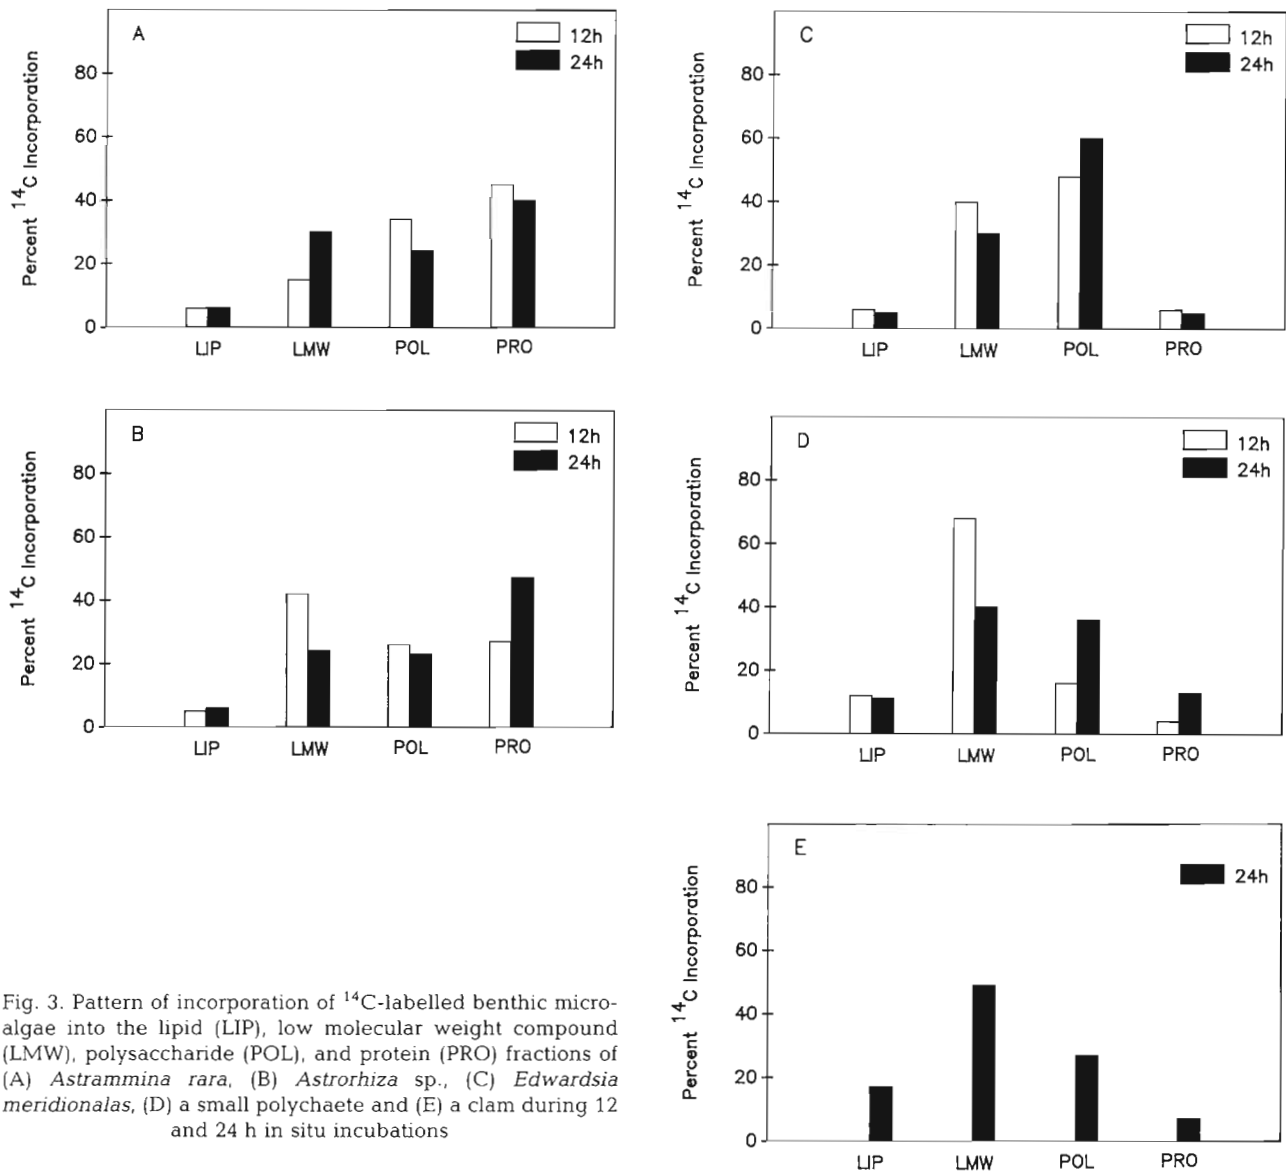 A
12h
24h
Percent ¹⁴C Incorporation
80
60
40
20
0
LIP LMW POL PRO
B
12h
24h
Percent ¹⁴C Incorporation
80
60
40
20
0
LIP LMW POL PRO
C
12h
24h
Percent ¹⁴C Incorporation
80
60
40
20
0
LIP LMW POL PRO
D
12h
24h
Percent ¹⁴C Incorporation
80
60
40
20
0
LIP LMW POL PRO
E
24h
Percent ¹⁴C Incorporation
80
60
40
20
0
LIP LMW POL PRO
Fig. 3. Pattern of incorporation of ¹⁴C-labelled benthic micro-
algae into the lipid (LIP), low molecular weight compound
(LMW), polysaccharide (POL), and protein (PRO) fractions of
(A) Astrammina rara, (B) Astrorhiza sp., (C) Edwardsia
meridionalas, (D) a small polychaete and (E) a clam during 12
and 24 h in situ incubations